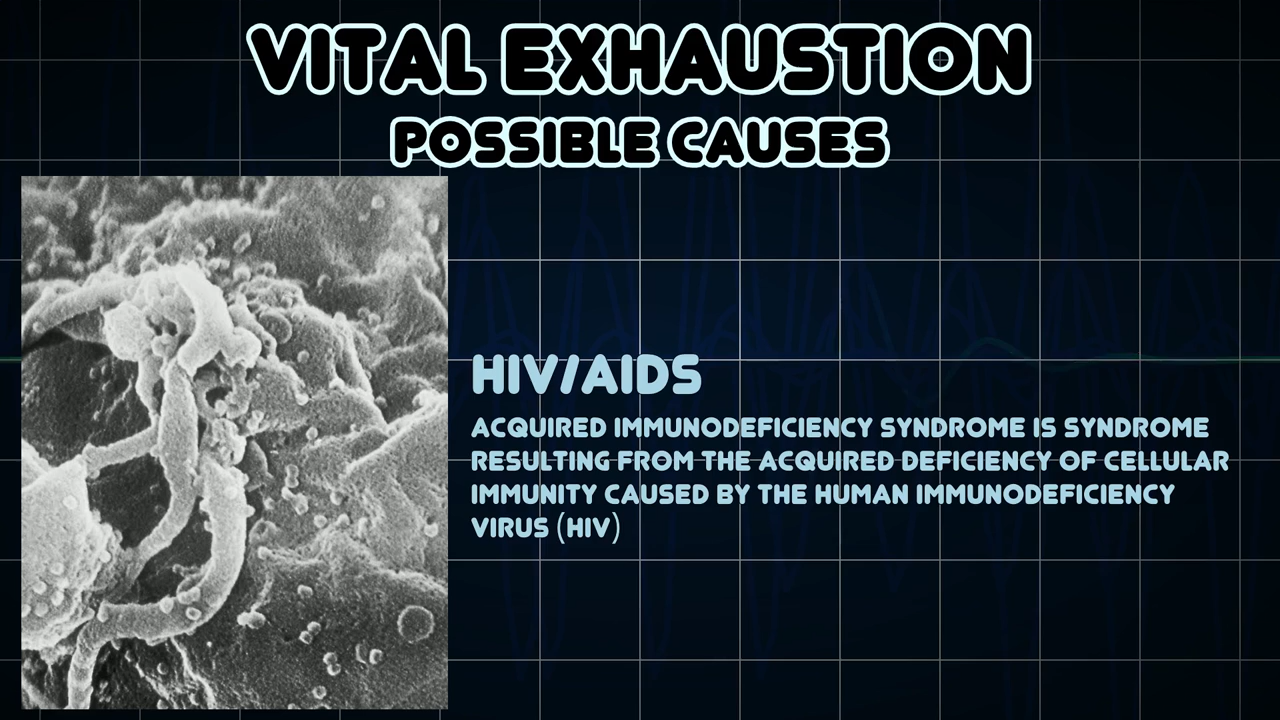 VITAL EXHAUSTION
POSSIBLE CAUSES
HIV/AIDS
ACQUIRED IMMUNODEFICIENCY SYNDROME IS SYNDROME
RESULTING FROM THE ACQUIRED DEFICIENCY OF CELLULAR
IMMUNITY CAUSED BY THE HUMAN IMMUNODEFICIENCY
VIRUS (HIV)